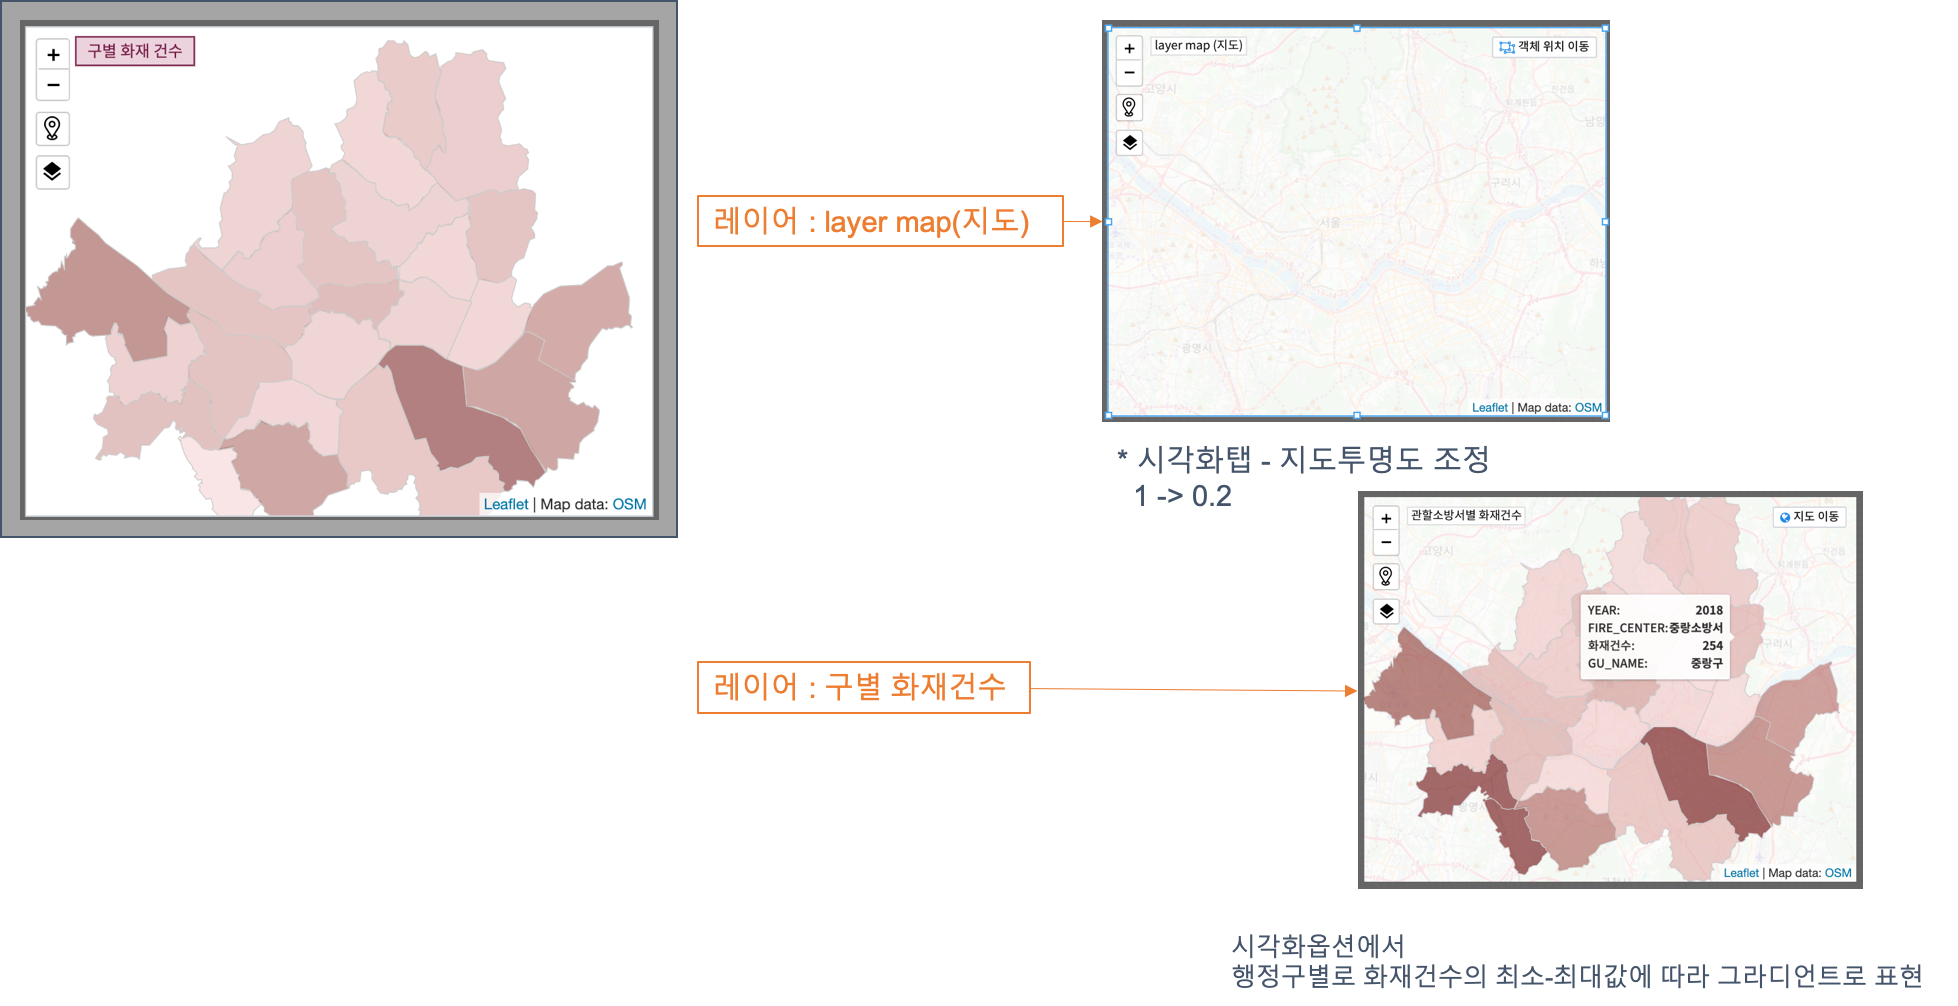 +
구별 화재 건수
−
Leaflet | Map data: OSM
레이어 : layer map(지도)
+
layer map (지도)
객체 위치 이동
−
고양시
구리시
서울
광명시
Leaflet | Map data: OSM
* 시각화탭 - 지도투명도 조정
1 -> 0.2
레이어 : 구별 화재건수
+
관할소방서별 화재건수
지도 이동
−
고양시
YEAR: 2018
FIRE_CENTER:중랑소방서
화재건수: 254
GU_NAME: 중랑구
구리시
광명시
Leaflet | Map data: OSM
시각화옵션에서
행정구별로 화재건수의 최소-최대값에 따라 그라디언트로 표현